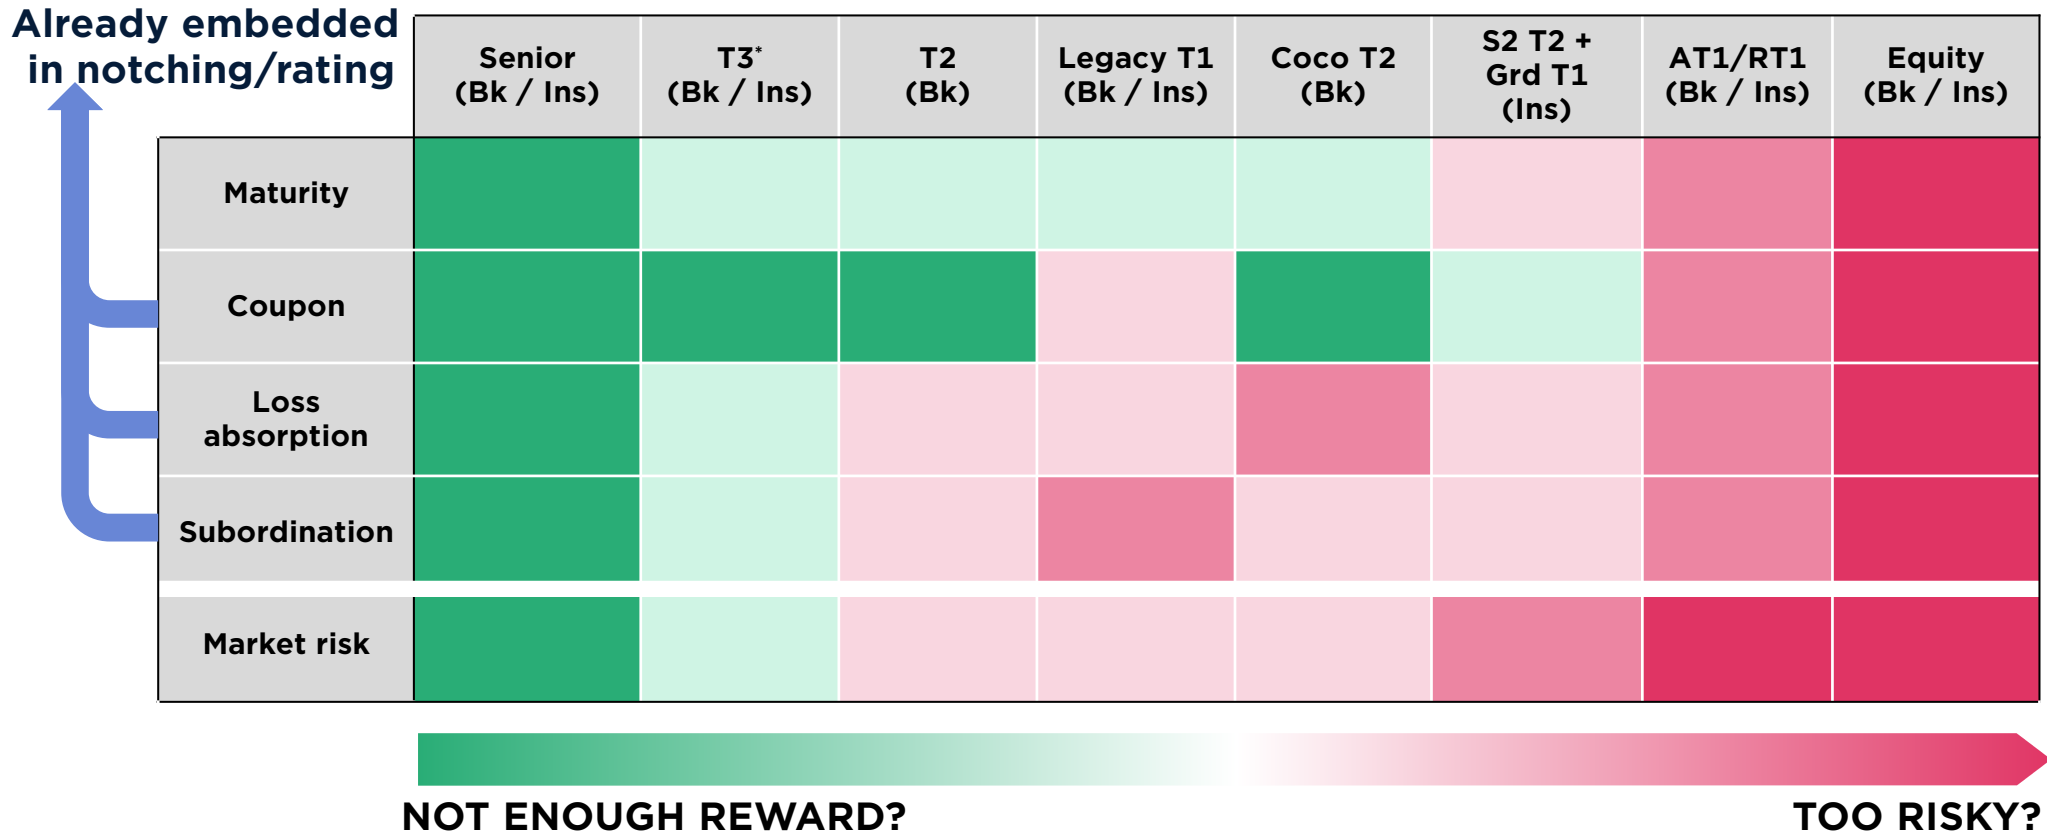 Already embedded
in notching/rating
Senior
(Bk / Ins)
T3*
(Bk / Ins)
T2
(Bk)
Legacy T1
(Bk / Ins)
Coco T2
(Bk)
S2 T2 +
Grd T1
(Ins)
AT1/RT1
(Bk / Ins)
Equity
(Bk / Ins)
Maturity
Coupon
Loss
absorption
Subordination
Market risk
NOT ENOUGH REWARD?
TOO RISKY?